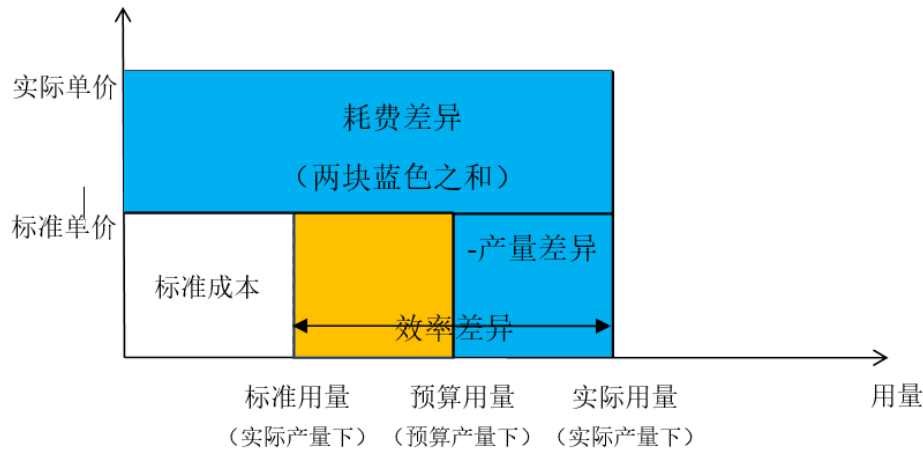 实际单价
耗费差异
（两块蓝色之和）
标准单价
-产量差异
标准成本
效率差异
标准用量
预算用量
实际用量
用量
（实际产量下）
（预算产量下）
（实际产量下）